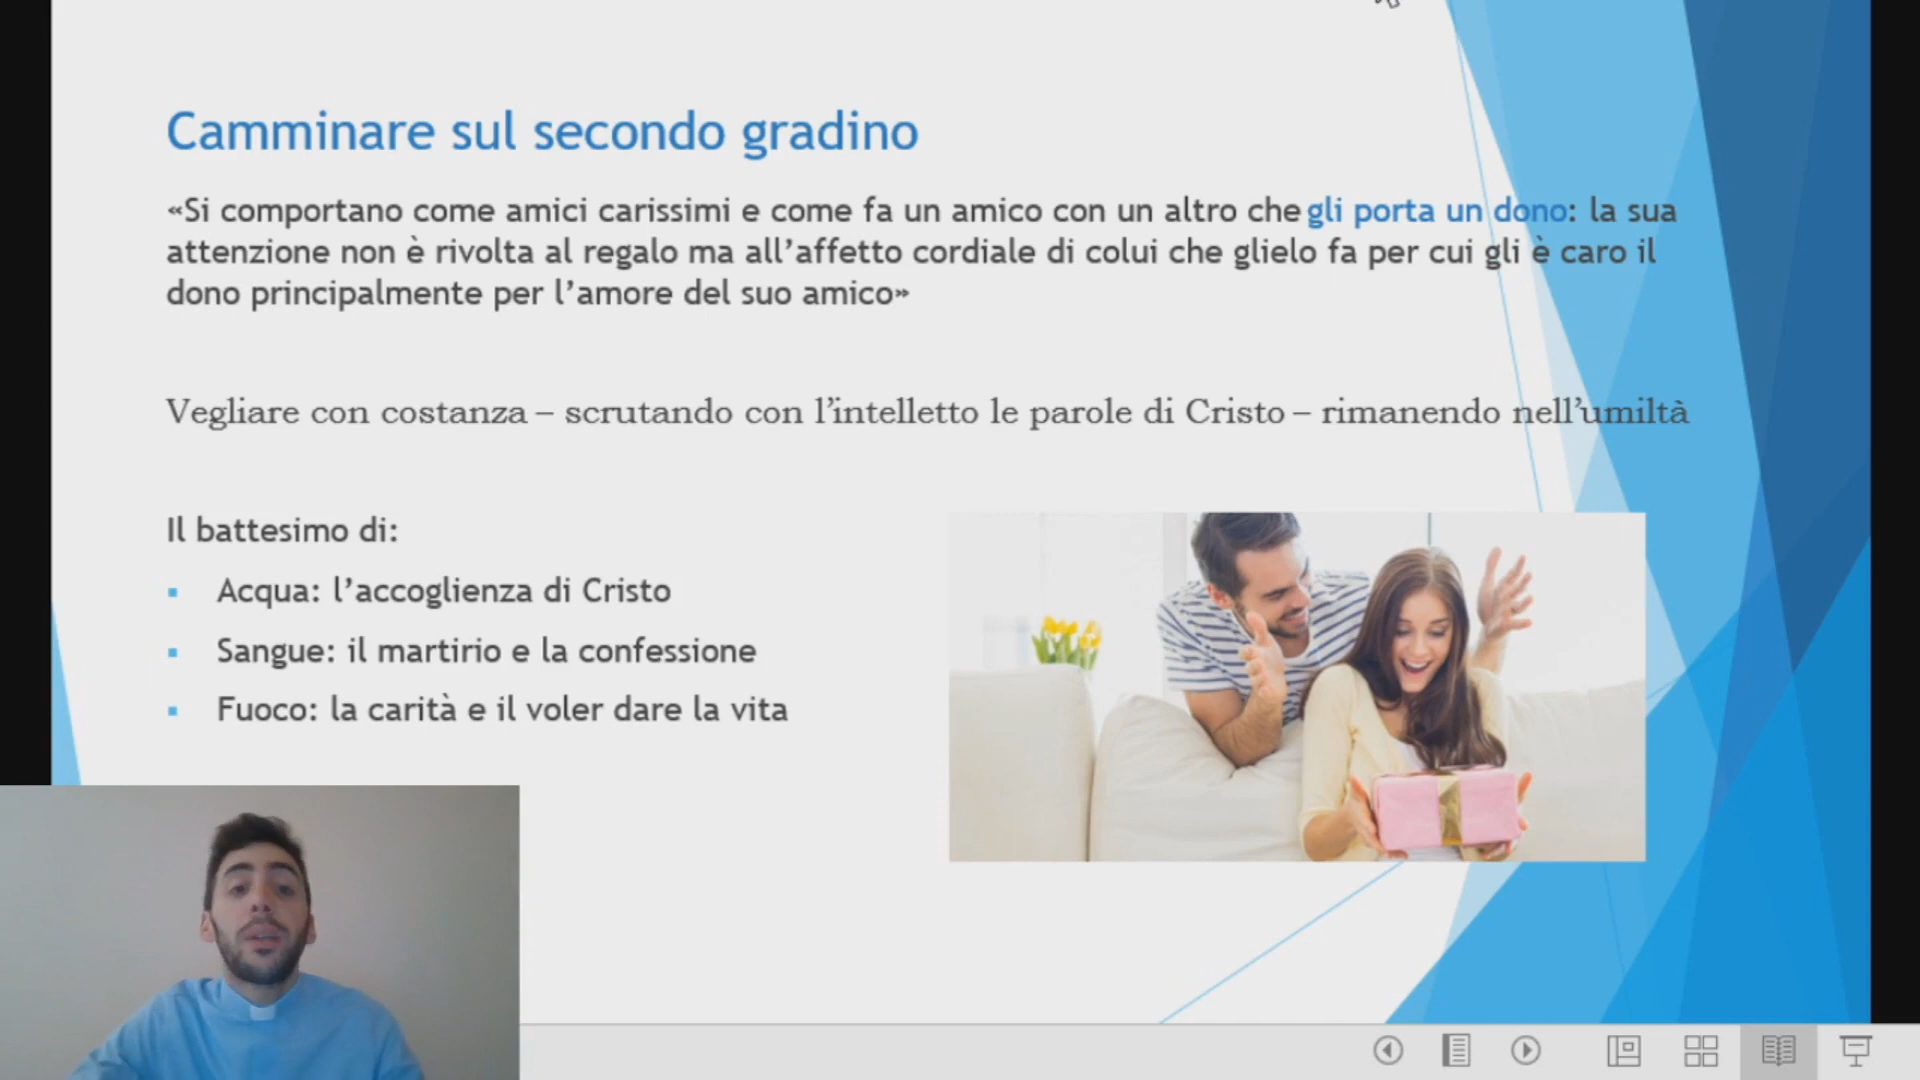 Camminare sul secondo gradino
«Si comportano come amici carissimi e come fa un amico con un altro che gli porta un dono: la sua
attenzione non è rivolta al regalo ma all’affetto cordiale di colui che glielo fa per cui gli è caro il
dono principalmente per l’amore del suo amico»
Vegliare con costanza – scrutando con l’intelletto le parole di Cristo – rimanendo nell’umiltà
Il battesimo di:
Acqua: l’accoglienza di Cristo
Sangue: il martirio e la confessione
Fuoco: la carità e il voler dare la vita